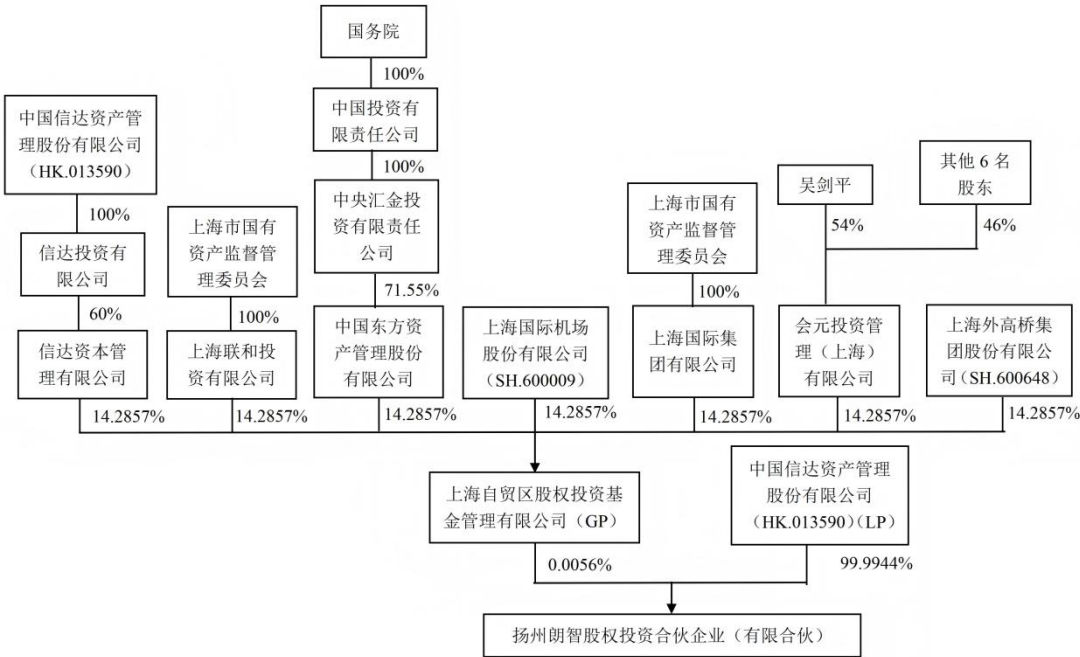 国务院
100%
中国投资有
限责任公司
100%
中央汇金投
资有限责任
公司
71.55%
中国东方资
产管理股份
有限公司
14.2857%
中国信达资产管
理股份有限公司
（HK.013590）
100%
信达投资有
限公司
60%
信达资本管
理有限公司
14.2857%
上海市国有
资产监督管
理委员会
100%
上海联和投
资有限公司
14.2857%
上海国际机场
股份有限公司
(SH.600009)
14.2857%
上海市国有
资产监督管
理委员会
100%
上海国际集
团有限公司
14.2857%
吴剑平
54%
其他 6 名
股东
46%
会元投资管
理（上海）
有限公司
14.2857%
上海外高桥集
团股份有限公
司(SH.600648)
14.2857%
上海自贸区股权投资基
金管理有限公司（GP）
0.0056%
中国信达资产管理
股份有限公司
（HK.013590）(LP)
99.9944%
扬州朗智股权投资合伙企业（有限合伙）